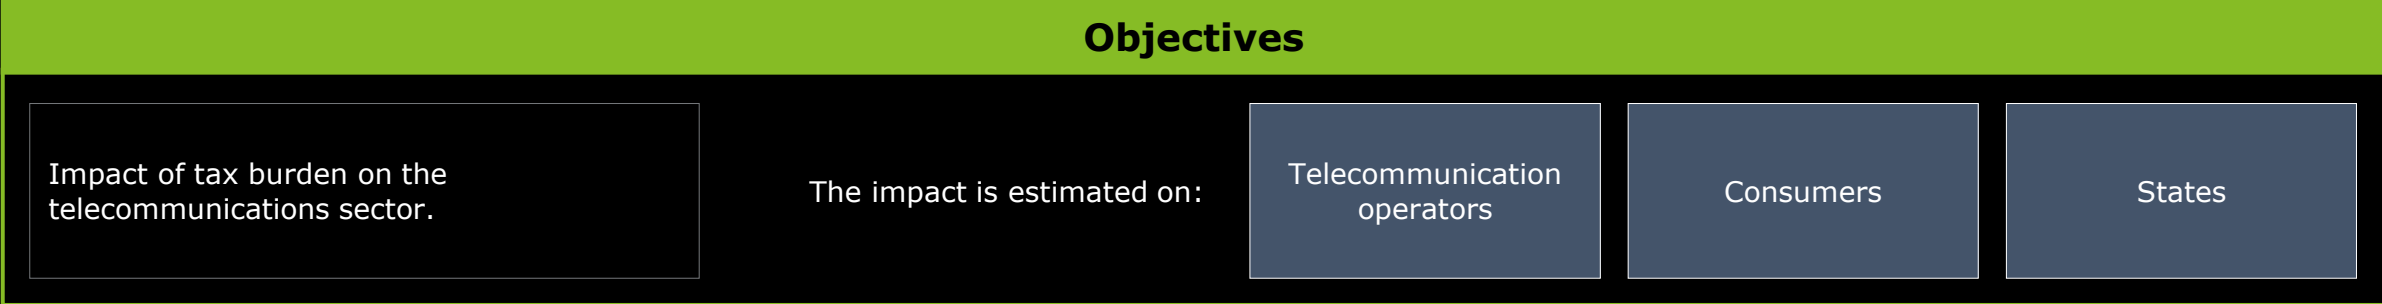 Objectives
Impact of tax burden on the
telecommunications sector.
The impact is estimated on:
Telecommunication
operators
Consumers
States